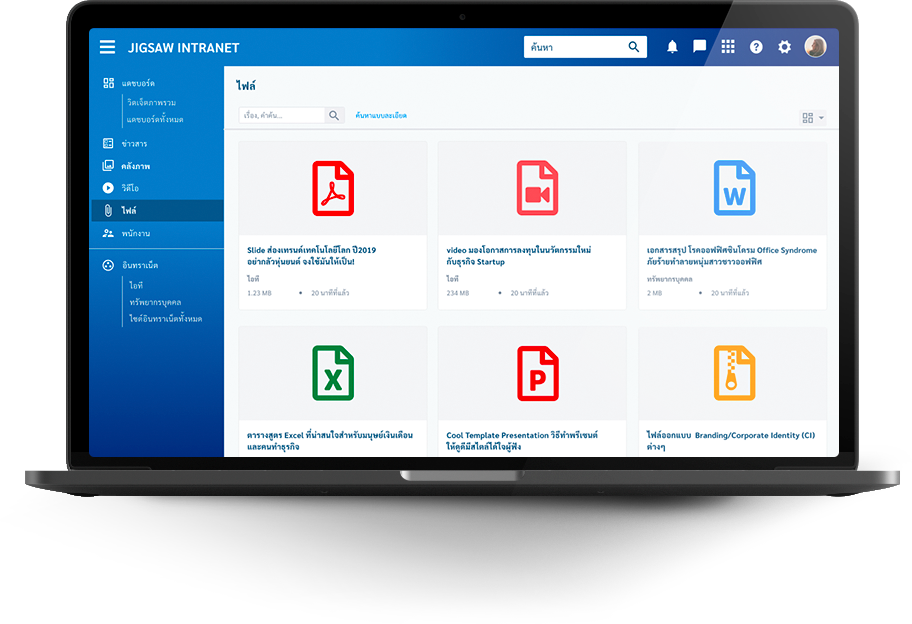 JIGSAW INTRANET
ค้นหา
แดชบอร์ด
วิดเจ็ตภาพรวม
แดชบอร์ดทั้งหมด
ข่าวสาร
คลังภาพ
วิดีโอ
ไฟล์
พนักงาน
อินทราเน็ต
ไอที
ทรัพยากรบุคคล
ไซต์อินทราเน็ตทั้งหมด
ไฟล์
เรื่อง, คำค้น...
ค้นหาแบบละเอียด
Slide ส่องเทรนด์เทคโนโลยีโลก ปี2019
อย่ากลัวหุ่นยนต์ จงใช้มันให้เป็น!
ไอที
1.23 MB • 20 นาทีที่แล้ว
video มองโอกาสการลงทุนในนวัตกรรมใหม่
กับธุรกิจ Startup
ไอที
234 MB • 20 นาทีที่แล้ว
W
เอกสารสรุป โรคออฟฟิศซินโดรม Office Syndrome
ภัยร้ายทำลายหนุ่มสาวชาวออฟฟิศ
ทรัพยากรบุคคล
2 MB • 20 นาทีที่แล้ว
X
ตารางสูตร Excel ที่น่าสนใจสำหรับมนุษย์เงินเดือน
และคนทำธุรกิจ
P
Cool Template Presentation วิธีทำพรีเซนต์
ให้ดูดีมีสไตล์ได้ใจผู้ฟัง
ไฟล์ออกแบบ Branding/Corporate Identity (CI)
ต่างๆ